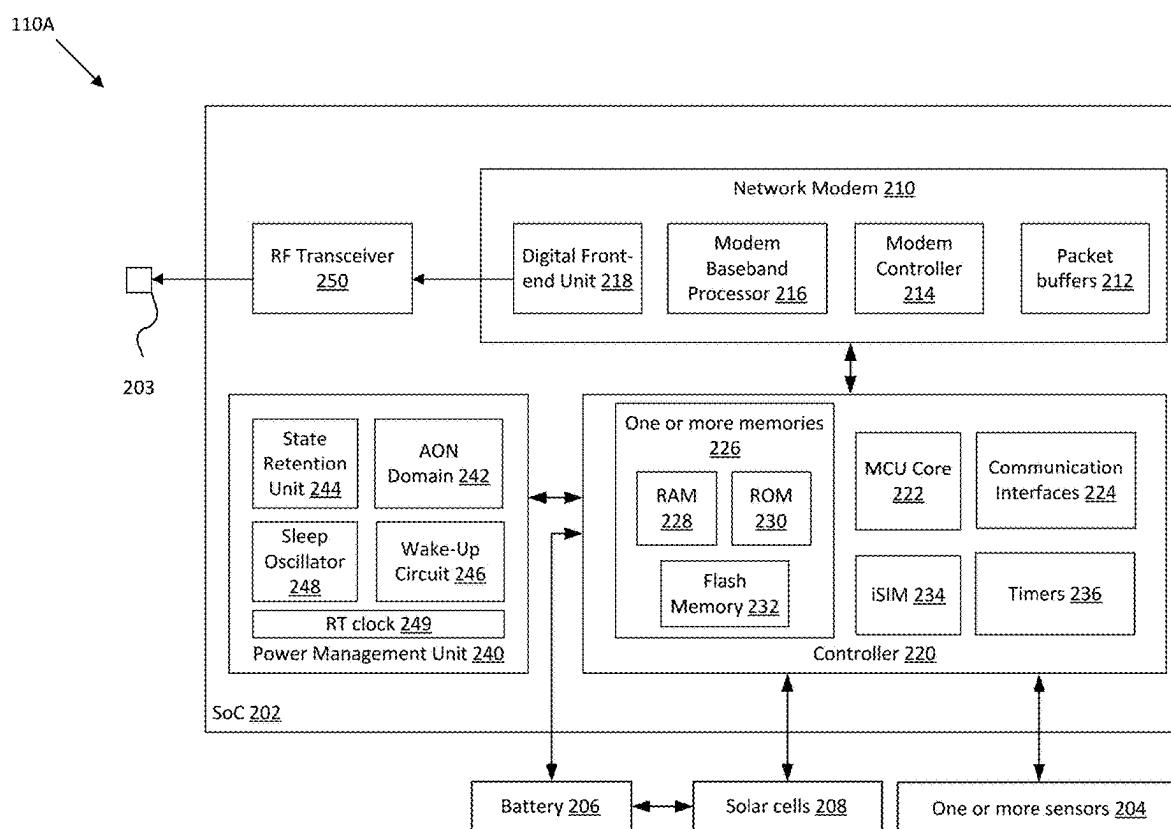 110A
Network Modem 210
RF Transceiver
250
Digital Front-
end Unit 218
Modem
Baseband
Processor 216
Modem
Controller
214
Packet
buffers 212
203
State
Retention
Unit 244
AON
Domain 242
Sleep
Oscillator
248
Wake-Up
Circuit 246
RT clock 249
Power Management Unit 240
One or more memories
226
RAM
228
ROM
230
Flash
Memory 232
MCU Core
222
Communication
Interfaces 224
iSIM 234
Timers 236
Controller 220
SoC 202
Battery 206
Solar cells 208
One or more sensors 204